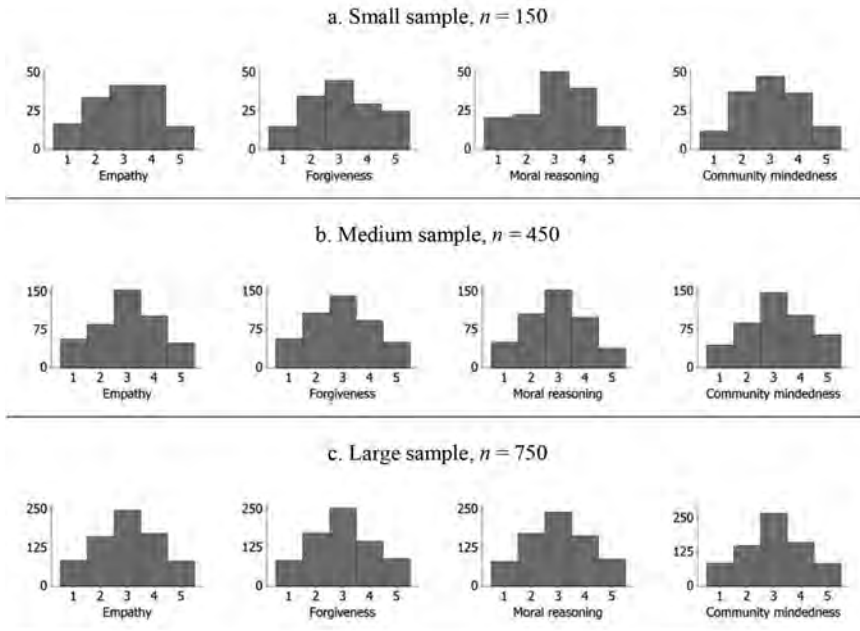 a. Small sample, n = 150
50 50 50 50
25 25 25 25
0 0 0 0
1 2 3 4 5 1 2 3 4 5 1 2 3 4 5 1 2 3 4 5
Empathy Forgiveness Moral reasoning Community mindedness
b. Medium sample, n = 450
150 150 150 150
75 75 75 75
0 0 0 0
1 2 3 4 5 1 2 3 4 5 1 2 3 4 5 1 2 3 4 5
Empathy Forgiveness Moral reasoning Community mindedness
c. Large sample, n = 750
250 250 250 250
125 125 125 125
0 0 0 0
1 2 3 4 5 1 2 3 4 5 1 2 3 4 5 1 2 3 4 5
Empathy Forgiveness Moral reasoning Community mindedness